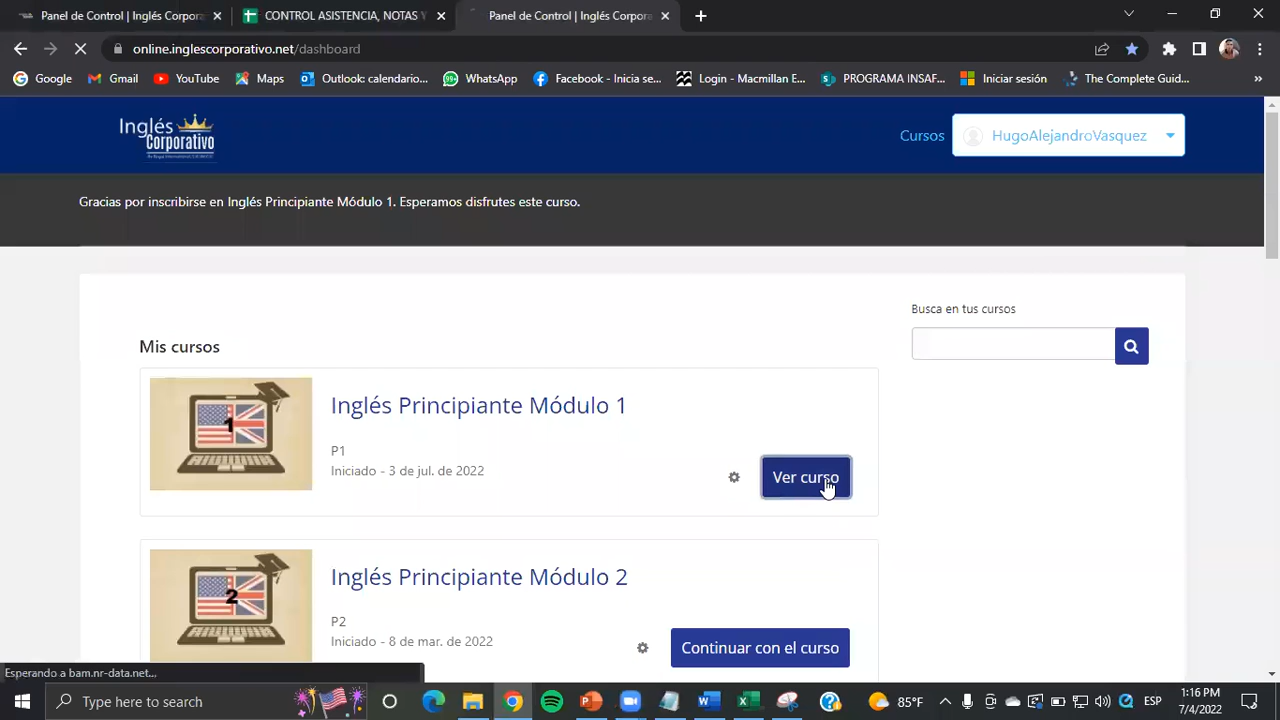 Panel de Control | Inglés Corpora
CONTROL ASISTENCIA, NOTAS Y
Panel de Control | Inglés Corpora
online.inglescorporativo.net/dashboard
Google
Gmail
YouTube
Maps
Outlook: calendario...
WhatsApp
Facebook - Inicia se...
Login - Macmillan E...
PROGRAMA INSAF...
Iniciar sesión
The Complete Guid...
Inglés
Corporativo
Cursos
HugoAlejandroVasquez
Gracias por inscribirse en Inglés Principiante Módulo 1. Esperamos disfrutes este curso.
Busca en tus cursos
Mis cursos
1
Inglés Principiante Módulo 1
P1
Iniciado - 3 de jul. de 2022
Ver curso
2
Inglés Principiante Módulo 2
P2
Iniciado - 8 de mar. de 2022
Continuar con el curso
Esperando a bam.nr-data.net...
Type here to search
85°F
ESP
1:16 PM
7/4/2022